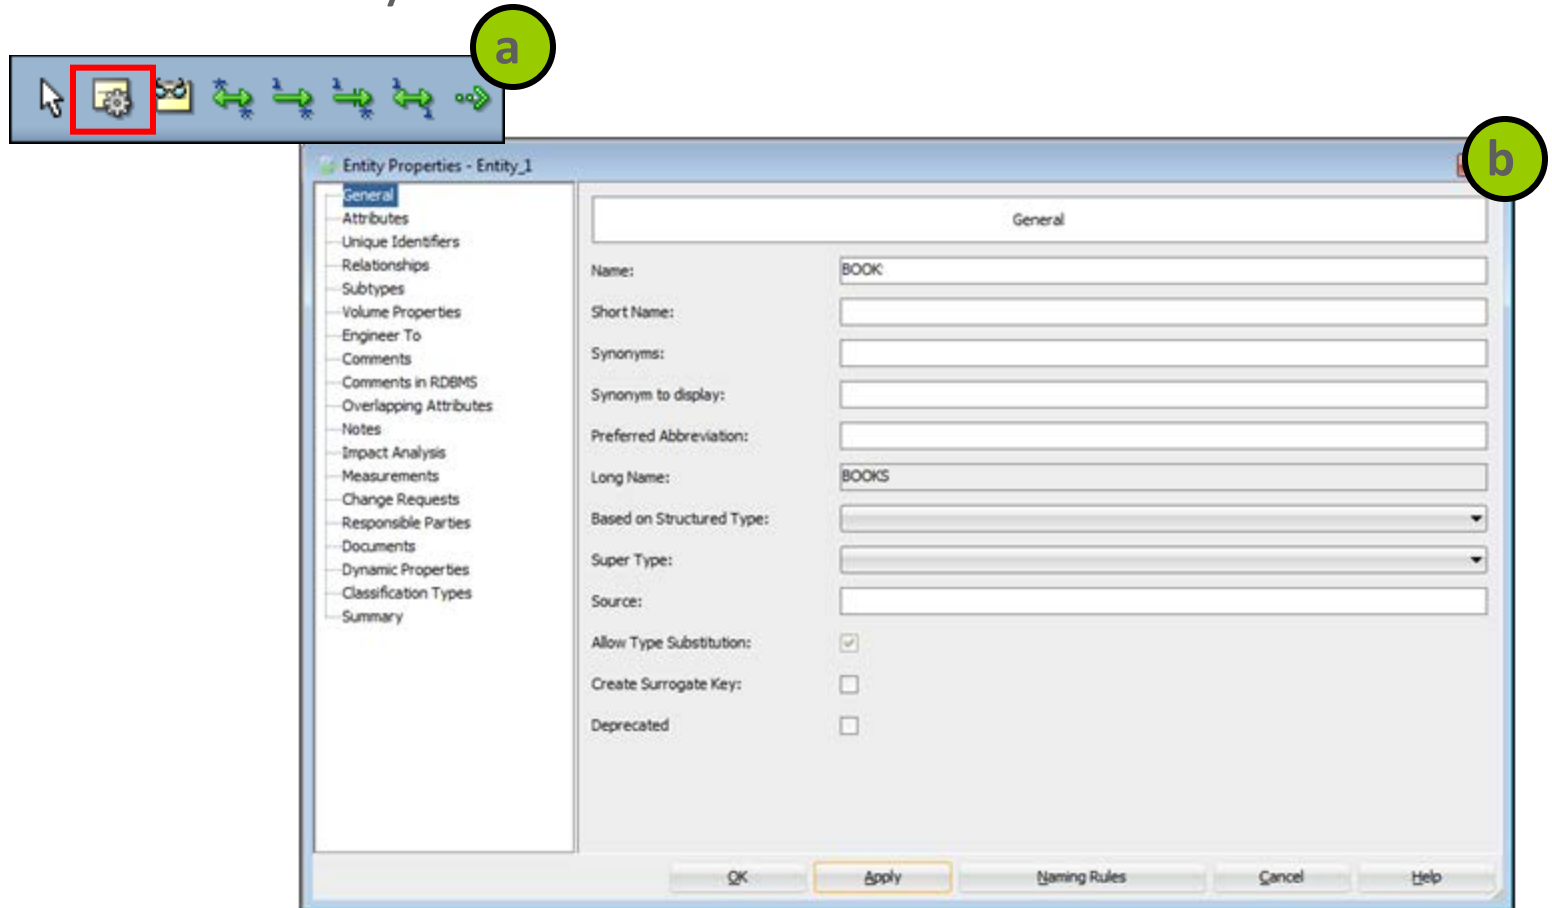 a
b
Entity Properties - Entity_1
General
Attributes
Unique Identifiers
Relationships
Subtypes
Volume Properties
Engineer To
Comments
Comments in RDBMS
Overlapping Attributes
Notes
Impact Analysis
Measurements
Change Requests
Responsible Parties
Documents
Dynamic Properties
Classification Types
Summary
General
Name: BOOK
Short Name:
Synonyms:
Synonym to display:
Preferred Abbreviation:
Long Name: BOOKS
Based on Structured Type:
Super Type:
Source:
Allow Type Substitution:
Create Surrogate Key:
Deprecated
OK Apply Naming Rules Cancel Help